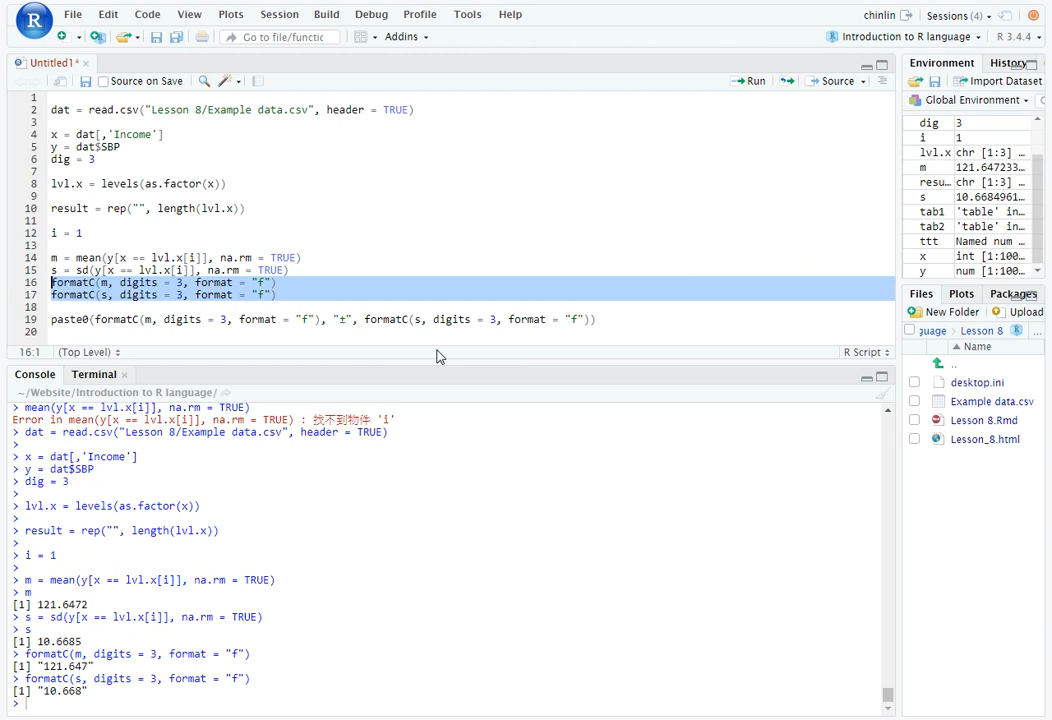 File Edit Code View Plots Session Build Debug Profile Tools Help
chinlin Sessions (4)
Go to file/functic Addins
Introduction to R language R 3.4.4
Untitled1*
Source on Save Run Source
1
2 dat = read.csv("Lesson 8/Example data.csv", header = TRUE)
3
4 x = dat[,'Income']
5 y = dat$SBP
6 dig = 3
7
8 lvl.x = levels(as.factor(x))
9
10 result = rep("", length(lvl.x))
11
12 i = 1
13
14 m = mean(y[x == lvl.x[i]], na.rm = TRUE)
15 s = sd(y[x == lvl.x[i]], na.rm = TRUE)
16 formatC(m, digits = 3, format = "f")
17 formatC(s, digits = 3, format = "f")
18
19 paste0(formatC(m, digits = 3, format = "f"), "±", formatC(s, digits = 3, format = "f"))
20
16:1 (Top Level) R Script
Console Terminal
~/Website/Introduction to R language/
> mean(y[x == lvl.x[i]], na.rm = TRUE)
Error in mean(y[x == lvl.x[i]], na.rm = TRUE) : 找不到物件 'i'
> dat = read.csv("Lesson 8/Example data.csv", header = TRUE)
>
> x = dat[,'Income']
> y = dat$SBP
> dig = 3
>
> lvl.x = levels(as.factor(x))
>
> result = rep("", length(lvl.x))
>
> i = 1
>
> m = mean(y[x == lvl.x[i]], na.rm = TRUE)
> m
[1] 121.6472
> s = sd(y[x == lvl.x[i]], na.rm = TRUE)
> s
[1] 10.6685
> formatC(m, digits = 3, format = "f")
[1] "121.647"
> formatC(s, digits = 3, format = "f")
[1] "10.668"
>
Environment History
Import Dataset
Global Environment
dig 3
i 1
lvl.x chr [1:3] …
m 121.647233…
resu… chr [1:3] …
s 10.6684961…
tab1 'table' in…
tab2 'table' in…
ttt Named num …
x int [1:100…
y num [1:100…
Files Plots Packages
New Folder Upload
guage Lesson 8 ...
Name
..
desktop.ini
Example data.csv
Lesson 8.Rmd
Lesson_8.html